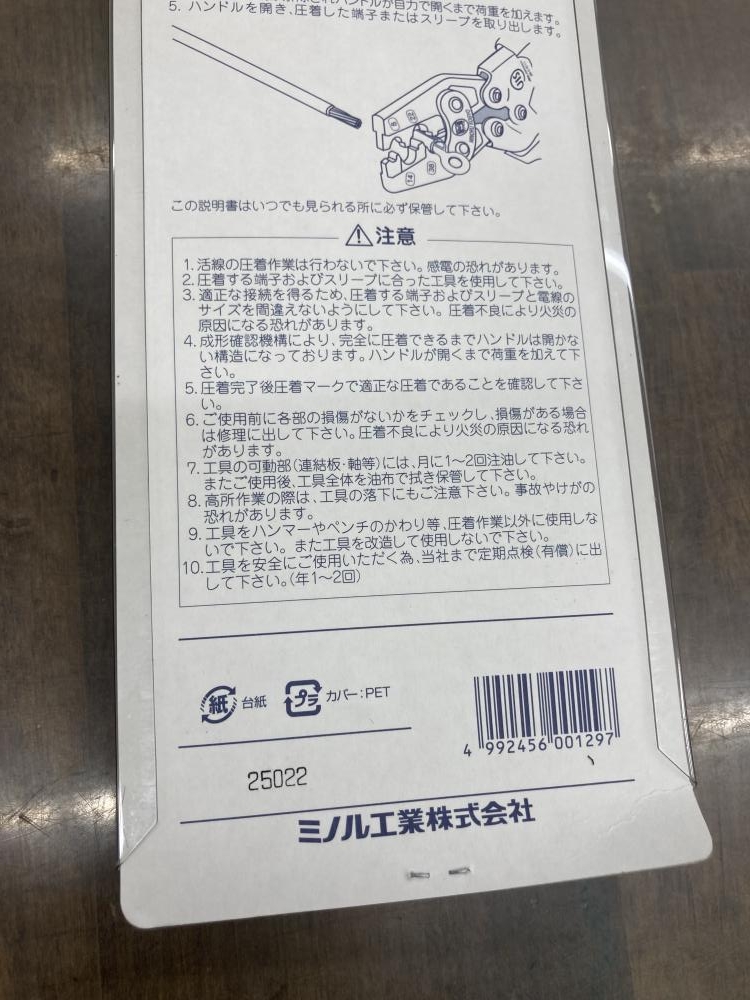 ハンドルが自力で開くまで荷重を加えます。
5. ハンドルを開き、圧着した端子またはスリーブを取り出します。
8
22
14
38
この説明書はいつでも見られる所に必ず保管して下さい。
注意
1. 活線の圧着作業は行わないで下さい。感電の恐れがあります。
2. 圧着する端子およびスリーブに合った工具を使用して下さい。
3. 適正な接続を得るため、圧着する端子およびスリーブと電線の
サイズを間違えないようにして下さい。圧着不良により火災の
原因になる恐れがあります。
4. 成形確認機構により、完全に圧着できるまでハンドルは開かな
い構造になっております。ハンドルが開くまで荷重を加えて下
さい。
5. 圧着完了後圧着マークで適正な圧着であることを確認して下さ
い。
6. ご使用前に各部の損傷がないかをチェックし、損傷がある場合
は修理に出して下さい。圧着不良により火災の原因になる恐れ
があります。
7. 工具の可動部(連結板・軸等)には、月に1〜2回注油して下さい。
またご使用後、工具全体を油布で拭き保管して下さい。
8. 高所作業の際は、工具の落下にもご注意下さい。事故やけがの
恐れがあります。
9. 工具をハンマーやペンチのかわり等、圧着作業以外に使用しな
いで下さい。また工具を改造して使用しないで下さい。
10. 工具を安全にご使用いただく為、当社まで定期点検(有償)に出
して下さい。(年1〜2回)
紙 台紙 プラ カバー:PET
4 992456 001297
25022
ミノル工業株式会社